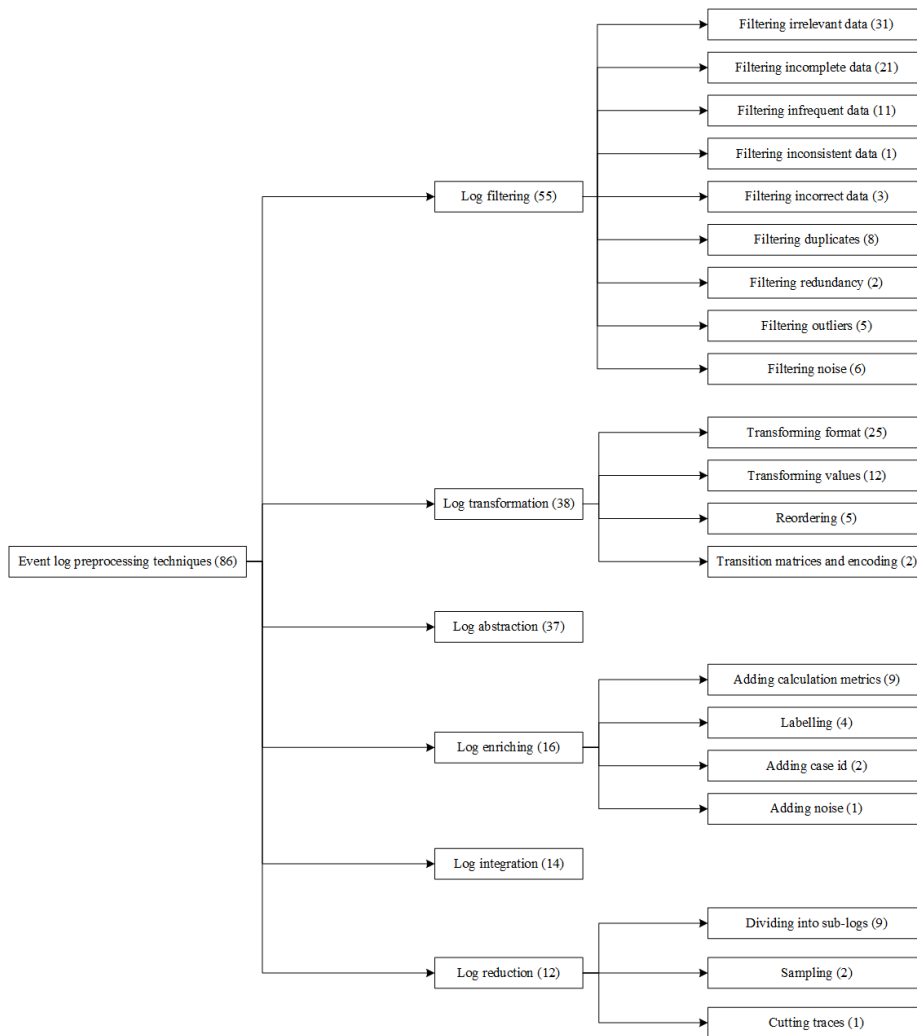 Event log preprocessing techniques (86)
Log filtering (55)
Filtering irrelevant data (31)
Filtering incomplete data (21)
Filtering infrequent data (11)
Filtering inconsistent data (1)
Filtering incorrect data (3)
Filtering duplicates (8)
Filtering redundancy (2)
Filtering outliers (5)
Filtering noise (6)
Log transformation (38)
Transforming format (25)
Transforming values (12)
Reordering (5)
Transition matrices and encoding (2)
Log abstraction (37)
Log enriching (16)
Adding calculation metrics (9)
Labelling (4)
Adding case id (2)
Adding noise (1)
Log integration (14)
Log reduction (12)
Dividing into sub-logs (9)
Sampling (2)
Cutting traces (1)